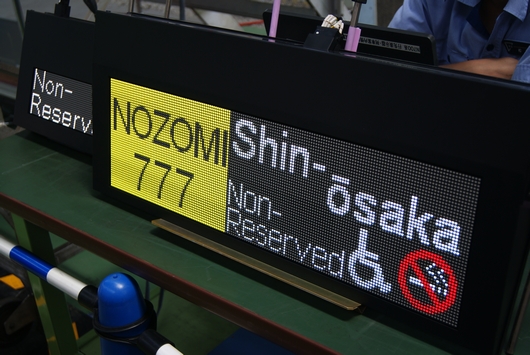 Non-
Reserv
NOZOMI
777
Shin-
ōsaka
Non-
Reserved